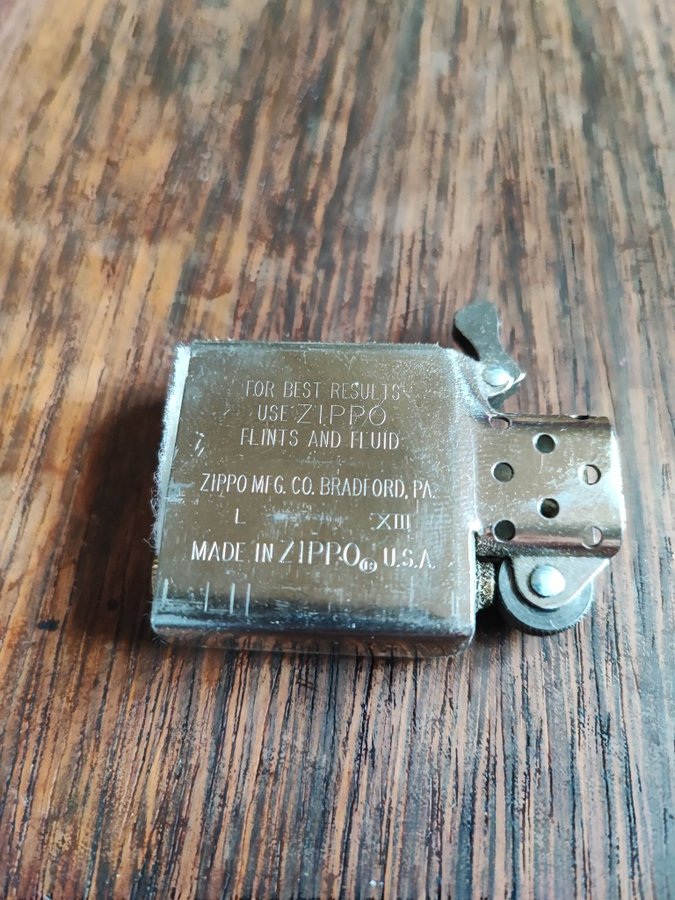 FOR BEST RESULTS
USE ZIPPO
FLINTS AND FLUID
ZIPPO MFG. CO. BRADFORD, PA.
L XIII
MADE IN ZIPPO® U.S.A.